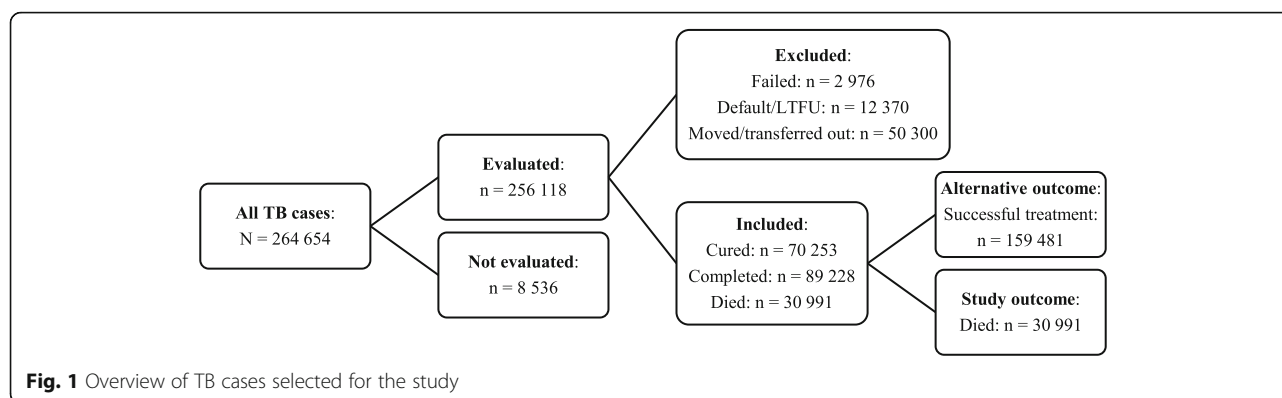 All TB cases:
N = 264 654
Evaluated:
n = 256 118
Not evaluated:
n = 8 536
Excluded:
Failed: n = 2 976
Default/LTFU: n = 12 370
Moved/transferred out: n = 50 300
Included:
Cured: n = 70 253
Completed: n = 89 228
Died: n = 30 991
Alternative outcome:
Successful treatment:
n = 159 481
Study outcome:
Died: n = 30 991
Fig. 1 Overview of TB cases selected for the study